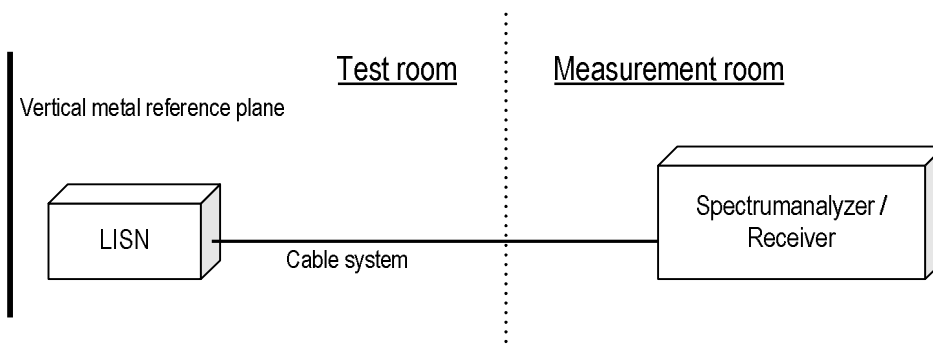 Test room
Measurement room
Vertical metal reference plane
LISN
Cable system
Spectrumanalyzer /
Receiver